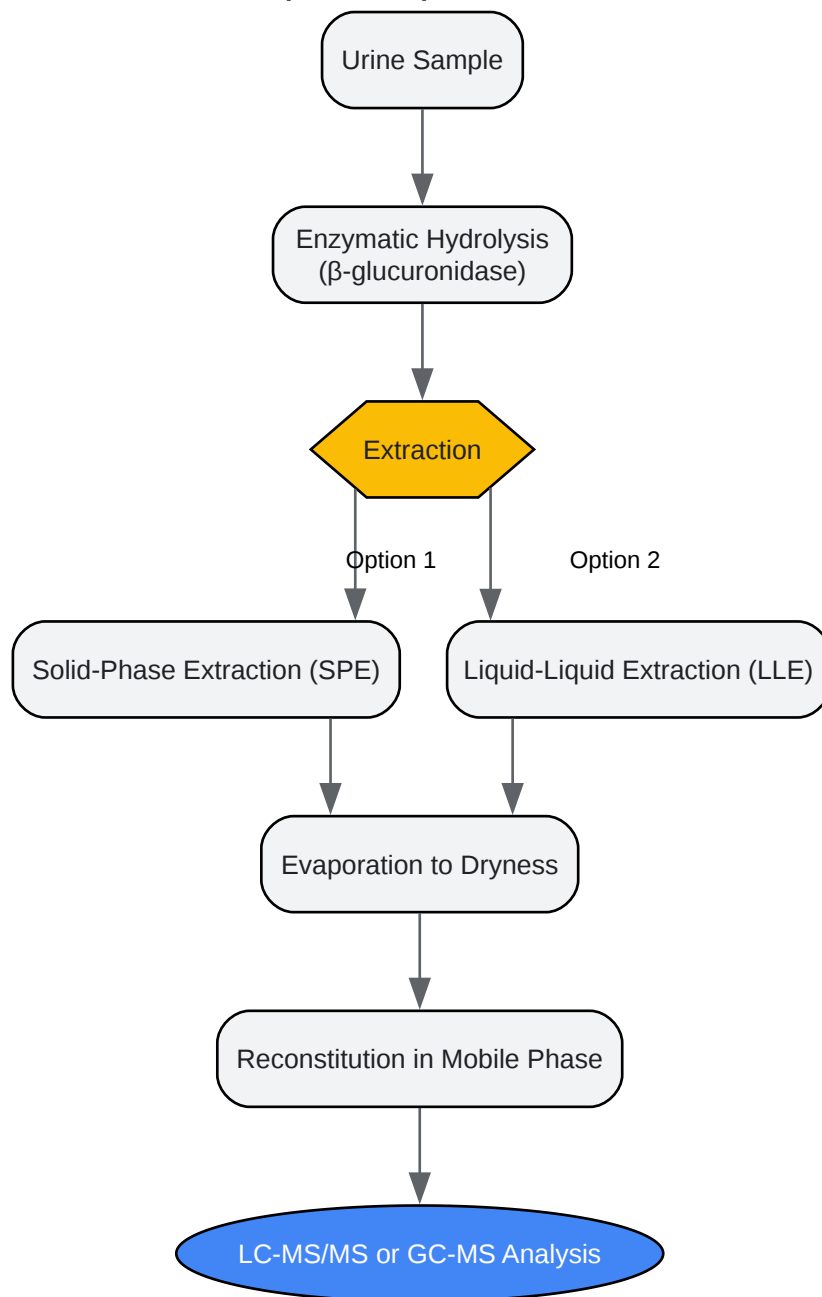 Urine Sample
Enzymatic Hydrolysis
(β-glucuronidase)
Extraction
Option 1
Option 2
Solid-Phase Extraction (SPE)
Liquid-Liquid Extraction (LLE)
Evaporation to Dryness
Reconstitution in Mobile Phase
LC-MS/MS or GC-MS Analysis